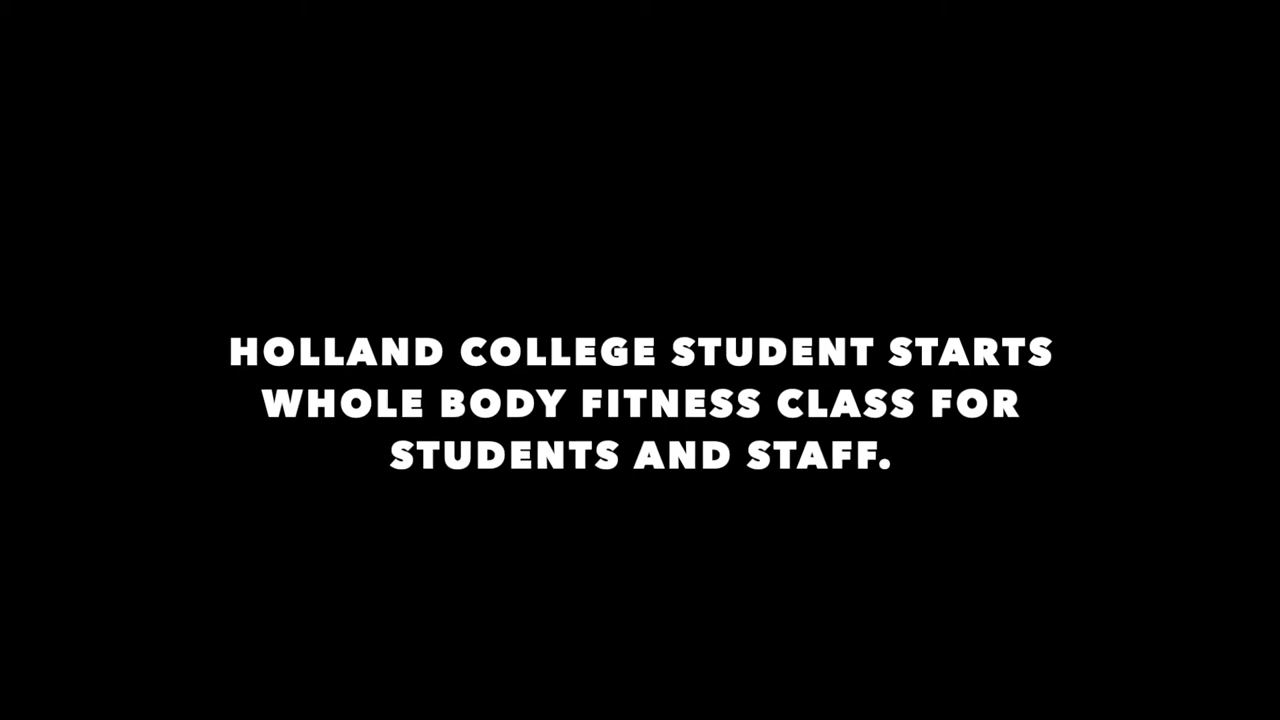 HOLLAND COLLEGE STUDENT STARTS
WHOLE BODY FITNESS CLASS FOR
STUDENTS AND STAFF.